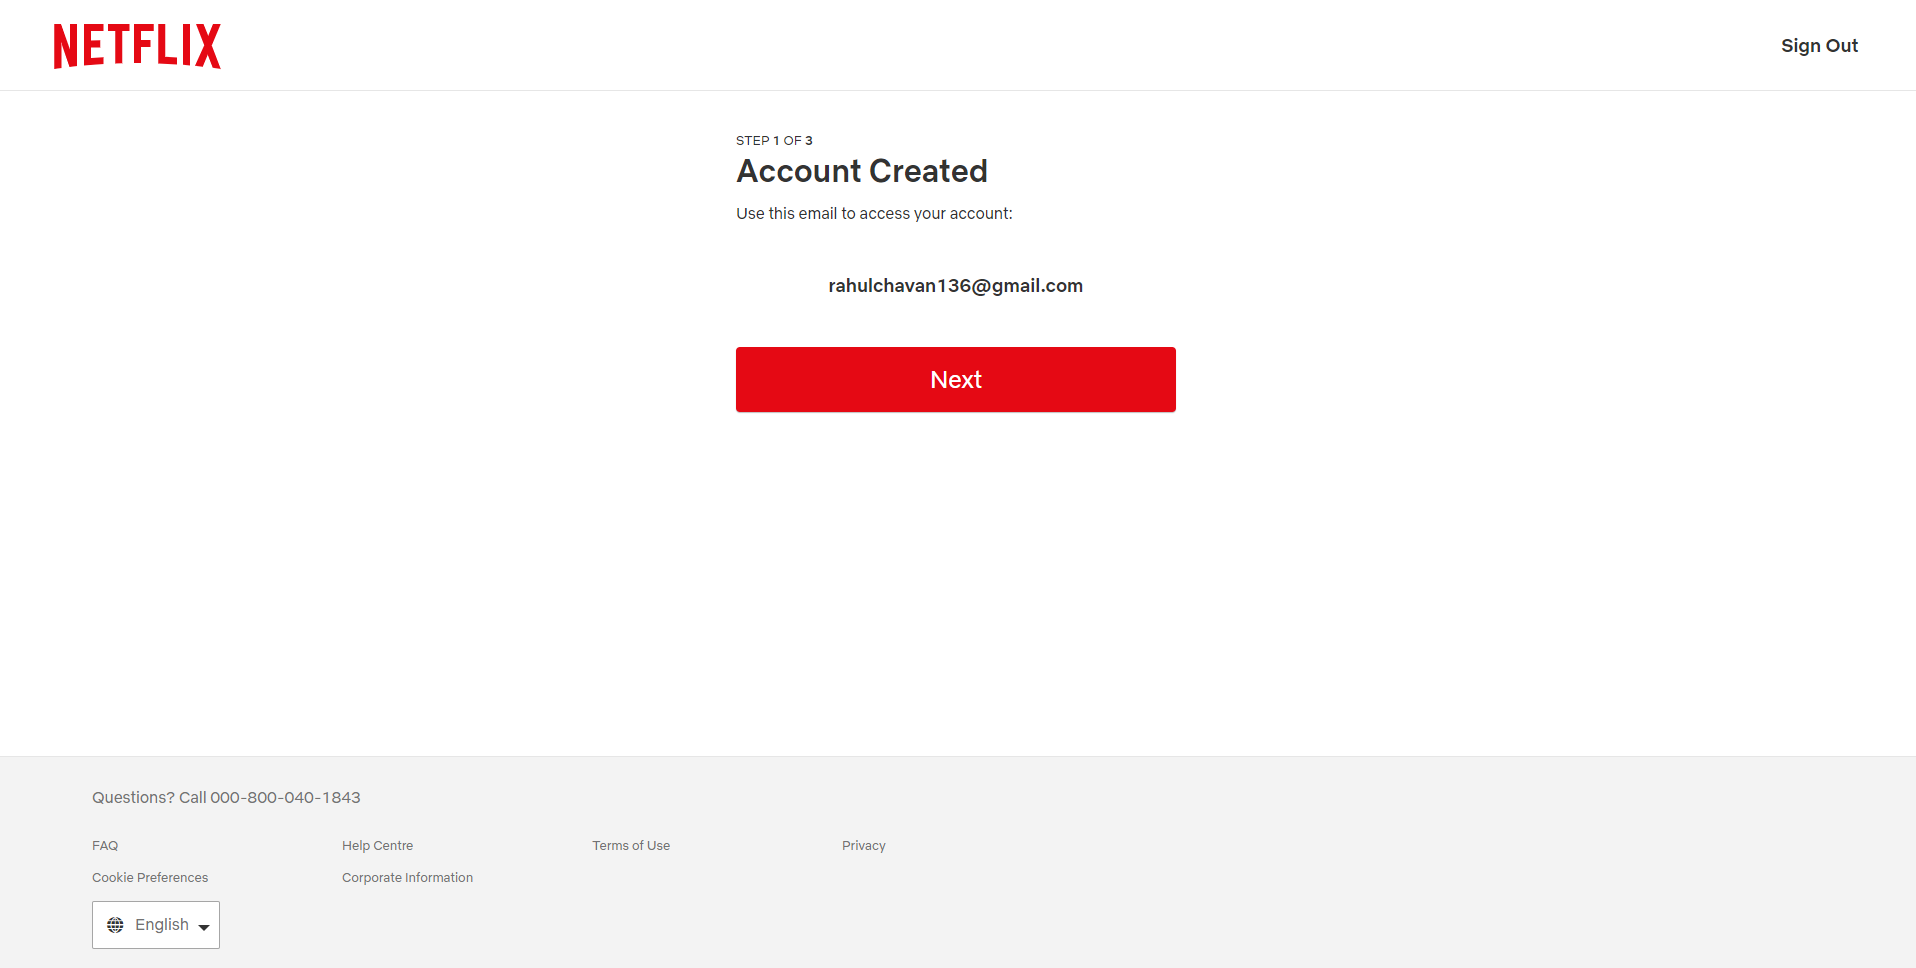 NETFLIX
Sign Out
STEP 1 OF 3
Account Created
Use this email to access your account:
rahulchavan136@gmail.com
Next
Questions? Call 000-800-040-1843
FAQ
Help Centre
Terms of Use
Privacy
Cookie Preferences
Corporate Information
English